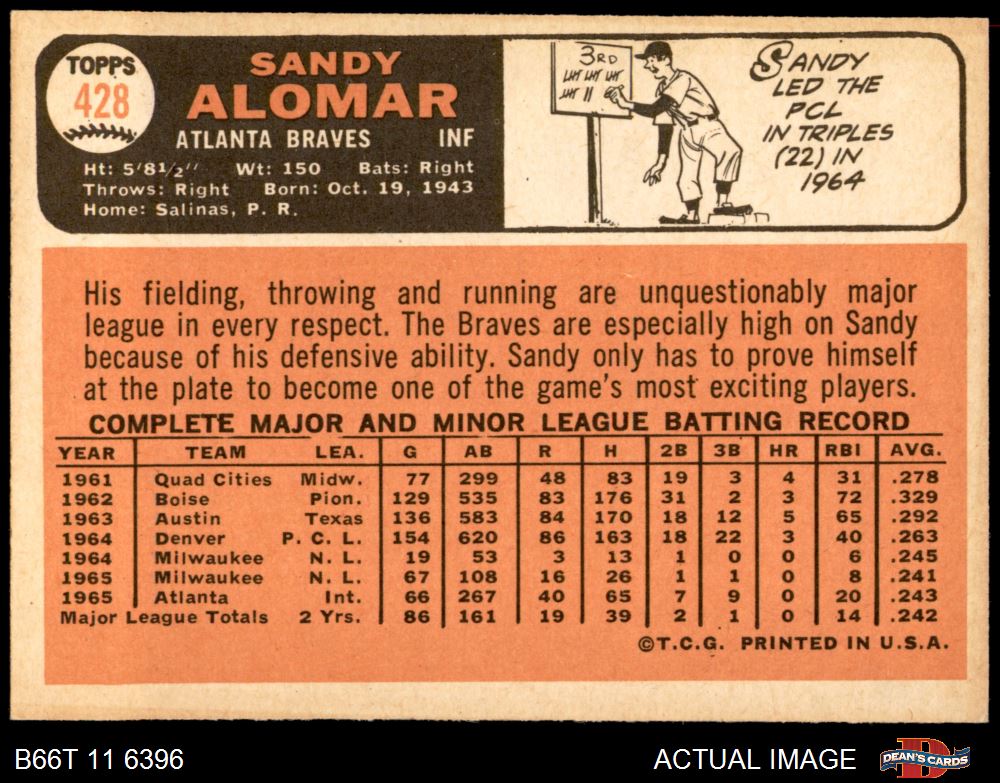 TOPPS
428
SANDY
ALOMAR
ATLANTA BRAVES INF
Ht: 5'81/2" Wt: 150 Bats: Right
Throws: Right Born: Oct. 19, 1943
Home: Salinas, P. R.
3RD
SANDY
LED THE
PCL
IN TRIPLES
(22) IN
1964
His fielding, throwing and running are unquestionably major
league in every respect. The Braves are especially high on Sandy
because of his defensive ability. Sandy only has to prove himself
at the plate to become one of the game's most exciting players.
COMPLETE MAJOR AND MINOR LEAGUE BATTING RECORD
YEAR TEAM LEA. G AB R H 2B 3B HR RBI AVG.
1961 Quad Cities Midw. 77 299 48 83 19 3 4 31 .278
1962 Boise Pion. 129 535 83 176 31 2 3 72 .329
1963 Austin Texas 136 583 84 170 18 12 5 65 .292
1964 Denver P. C. L. 154 620 86 163 18 22 3 40 .263
1964 Milwaukee N. L. 19 53 3 13 1 0 0 6 .245
1965 Milwaukee N. L. 67 108 16 26 1 1 0 8 .241
1965 Atlanta Int. 66 267 40 65 7 9 0 20 .243
Major League Totals 2 Yrs. 86 161 19 39 2 1 0 14 .242
©T.C.G. PRINTED IN U.S.A.
B66T 11 6396 ACTUAL IMAGE DEAN'S CARDS